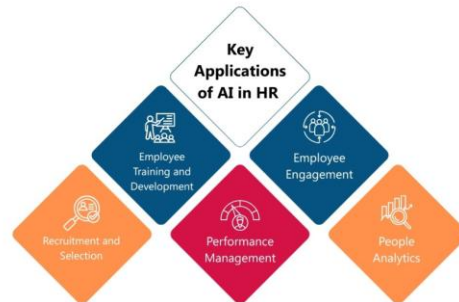 Key
Applications
of AI in HR
Employee
Training and
Development
Employee
Engagement
Recruitment and
Selection
Performance
Management
People
Analytics